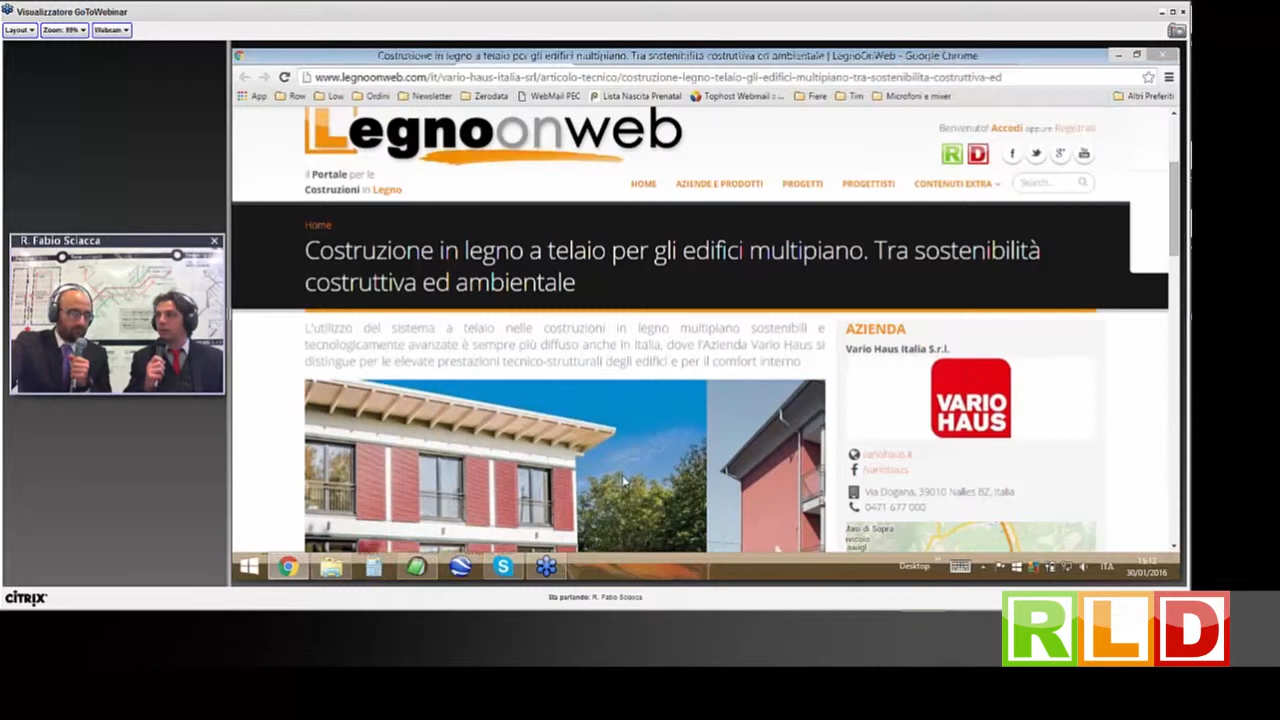 Visualizzatore GoToWebinar
Layout
Zoom: 99%
Webcam
Costruzione in legno a telaio per gli edifici multipiano. Tra sostenibilità costruttiva ed ambientale | LegnoOnWeb - Google Chrome
www.legnoonweb.com/it/vario-haus-italia-srl/articolo-tecnico/costruzione-legno-telaio-gli-edifici-multipiano-tra-sostenibilita-costruttiva-ed
App Row Low Ordini Newsletter Zerodata WebMail PEC Lista Nascita Prenatal Tophost Webmail :: ... Fiere Tim Microfoni e mixer Altri Preferiti
Legnoonweb
Il Portale per le
Costruzioni in Legno
Benvenuto! Accedi oppure Registrati
R D
HOME AZIENDE E PRODOTTI PROGETTI PROGETTISTI CONTENUTI EXTRA Search...
Home
Costruzione in legno a telaio per gli edifici multipiano. Tra sostenibilità
costruttiva ed ambientale
R. Fabio Sciacca
L'utilizzo del sistema a telaio nelle costruzioni in legno multipiano sostenibili e
tecnologicamente avanzate è sempre più diffuso anche in Italia, dove l'Azienda Vario Haus si
distingue per le elevate prestazioni tecnico-strutturali degli edifici e per il comfort interno
AZIENDA
Vario Haus Italia S.r.l.
VARIO
HAUS
variohaus.it
/variohaus
Via Dogana, 39010 Nalles BZ, Italia
0471 677 000
Masi di Sopra
Desktop
ITA
15:12
30/01/2016
CITRIX
Sta parlando: R. Fabio Sciacca
RLD